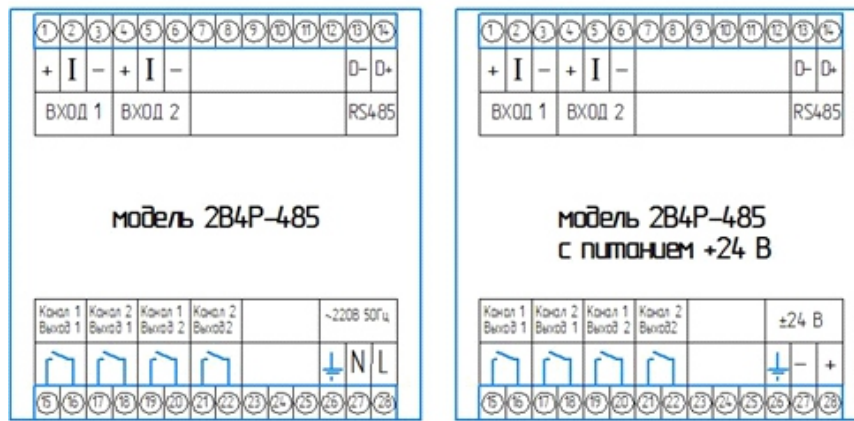 1 2 3 4 5 6 7 8 9 10 11 12 13 14
+ I - + I - D- D+
ВХОД 1 ВХОД 2 RS485
модель 2В4Р-485
Канал 1 Канал 2 Канал 1 Канал 2 ~220В 50Гц
Выход 1 Выход 1 Выход 2 Выход2
N L
15 16 17 18 19 20 21 22 23 24 25 26 27 28
1 2 3 4 5 6 7 8 9 10 11 12 13 14
+ I - + I - D- D+
ВХОД 1 ВХОД 2 RS485
модель 2В4Р-485
с питанием +24 В
Канал 1 Канал 2 Канал 1 Канал 2 ±24 В
Выход 1 Выход 1 Выход 2 Выход2
- +
15 16 17 18 19 20 21 22 23 24 25 26 27 28